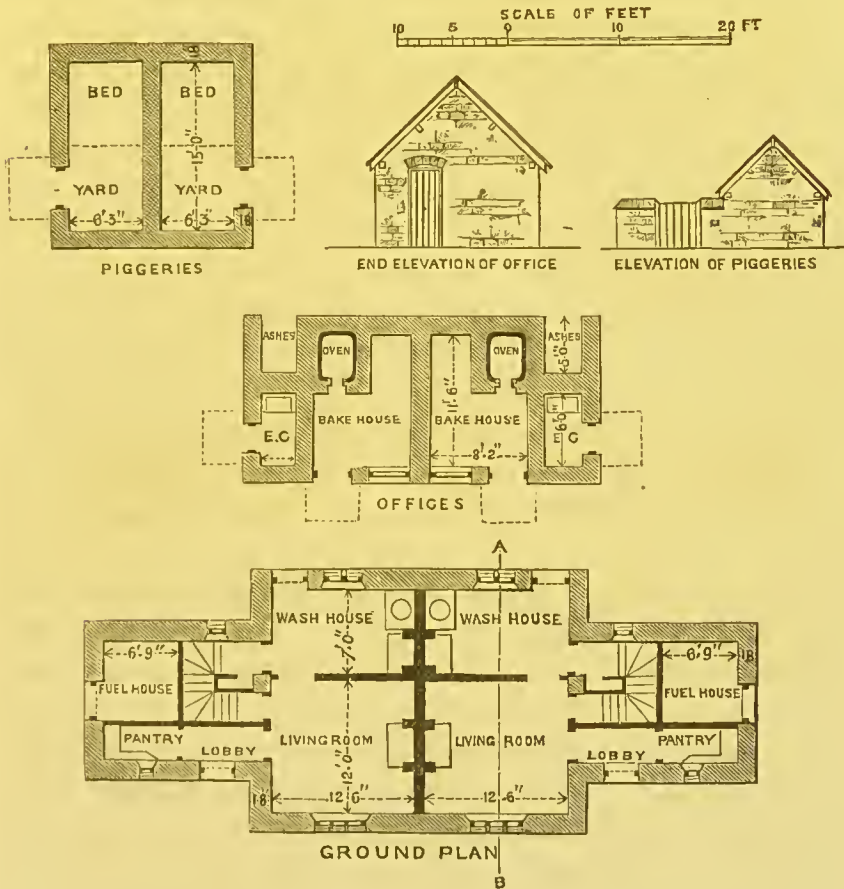 SCALE OF FEET
10 5 0 10 20 FT.
18
BED BED
15'-0"
YARD YARD
6'-3" 6'-3" 18
PIGGERIES
END ELEVATION OF OFFICE
ELEVATION OF PIGGERIES
ASHES OVEN OVEN ASHES 5'-0"
11'-6"
E.C BAKE HOUSE BAKE HOUSE 6'-0" C
8'-2"
OFFICES
A
WASH HOUSE WASH HOUSE
7'-0"
6'-9" 6'-9" 18
FUEL HOUSE FUEL HOUSE
PANTRY LOBBY LIVING ROOM LIVING ROOM LOBBY PANTRY
12'-0"
18" 12'-6" 12'-6"
GROUND PLAN
B